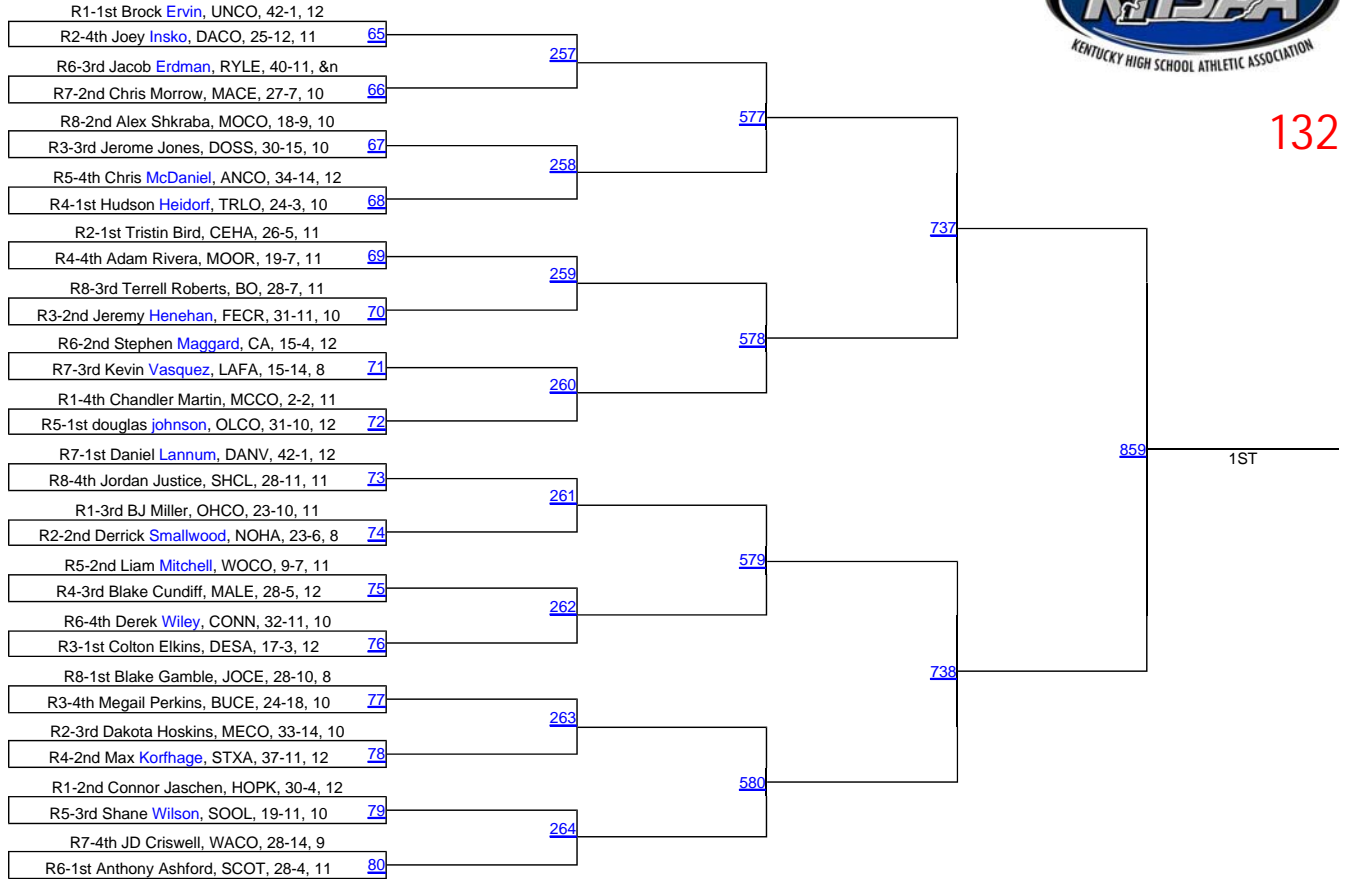 KHSAA
KENTUCKY HIGH SCHOOL ATHLETIC ASSOCIATION
132
R1-1st Brock Ervin, UNCO, 42-1, 12
R2-4th Joey Insko, DACO, 25-12, 11
65
R6-3rd Jacob Erdman, RYLE, 40-11, &n
R7-2nd Chris Morrow, MACE, 27-7, 10
66
R8-2nd Alex Shkraba, MOCO, 18-9, 10
R3-3rd Jerome Jones, DOSS, 30-15, 10
67
R5-4th Chris McDaniel, ANCO, 34-14, 12
R4-1st Hudson Heidorf, TRLO, 24-3, 10
68
R2-1st Tristin Bird, CEHA, 26-5, 11
R4-4th Adam Rivera, MOOR, 19-7, 11
69
R8-3rd Terrell Roberts, BO, 28-7, 11
R3-2nd Jeremy Henehan, FECR, 31-11, 10
70
R6-2nd Stephen Maggard, CA, 15-4, 12
R7-3rd Kevin Vasquez, LAFA, 15-14, 8
71
R1-4th Chandler Martin, MCCO, 2-2, 11
R5-1st douglas johnson, OLCO, 31-10, 12
72
R7-1st Daniel Lannum, DANV, 42-1, 12
R8-4th Jordan Justice, SHCL, 28-11, 11
73
R1-3rd BJ Miller, OHCO, 23-10, 11
R2-2nd Derrick Smallwood, NOHA, 23-6, 8
74
R5-2nd Liam Mitchell, WOCO, 9-7, 11
R4-3rd Blake Cundiff, MALE, 28-5, 12
75
R6-4th Derek Wiley, CONN, 32-11, 10
R3-1st Colton Elkins, DESA, 17-3, 12
76
R8-1st Blake Gamble, JOCE, 28-10, 8
R3-4th Megail Perkins, BUCE, 24-18, 10
77
R2-3rd Dakota Hoskins, MECO, 33-14, 10
R4-2nd Max Korfhage, STXA, 37-11, 12
78
R1-2nd Connor Jaschen, HOPK, 30-4, 12
R5-3rd Shane Wilson, SOOL, 19-11, 10
79
R7-4th JD Criswell, WACO, 28-14, 9
R6-1st Anthony Ashford, SCOT, 28-4, 11
80
257
258
259
260
261
262
263
264
577
578
579
580
737
738
859
1ST